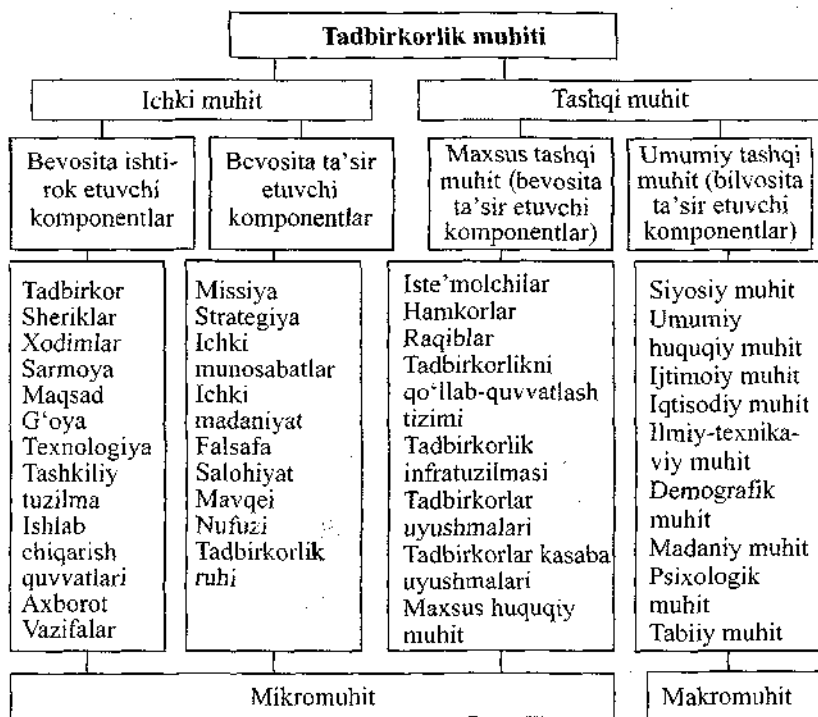 Tadbirkorlik muhiti
Ichki muhit
Tashqi muhit
Bevosita ishti-
rok etuvchi
komponentlar
Bevosita ta'sir
etuvchi
komponentlar
Maxsus tashqi
muhit (bevosita
ta'sir etuvchi
komponentlar)
Umumiy tashqi
muhit (bilvosita
ta'sir etuvchi
komponentlar)
Tadbirkor
Sheriklar
Xodimlar
Sarmoya
Maqsad
G‘oya
Texnologiya
Tashkiliy
tuzilma
Ishlab
chiqarish
quvvatlari
Axborot
Vazifalar
Missiya
Strategiya
Ichki
munosabatlar
Ichki
madaniyat
Falsafa
Salohiyat
Mavqei
Nufuzi
Tadbirkorlik
ruhi
Iste'molchilar
Hamkorlar
Raqiblar
Tadbirkorlikni
qo‘llab-quvvatlash
tizimi
Tadbirkorlik
infratuzilmasi
Tadbirkorlar
uyushmalari
Tadbirkorlar kasaba
uyushmalari
Maxsus huquqiy
muhit
Siyosiy muhit
Umumiy
huquqiy muhit
Ijtimoiy muhit
Iqtisodiy muhit
Ilmiy-texnika-
viy muhit
Demografik
muhit
Madaniy muhit
Psixologik
muhit
Tabiiy muhit
Mikromuhit
Makromuhit